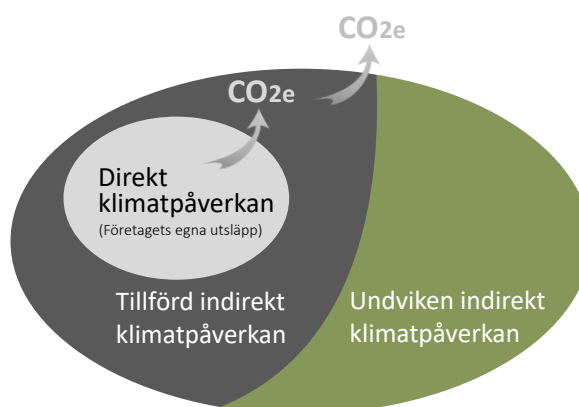 CO2e
CO2e
Direkt
klimatpåverkan
(Företagets egna utsläpp)
Tillförd indirekt
klimatpåverkan
Undviken indirekt
klimatpåverkan